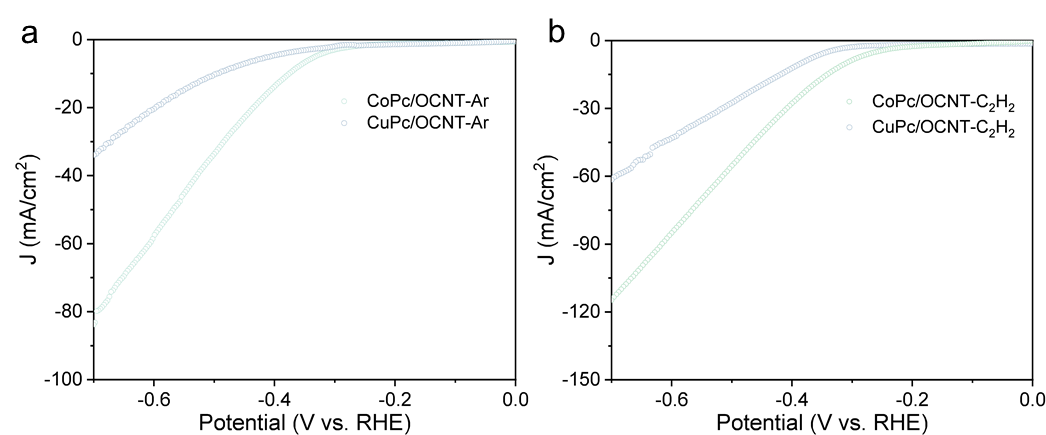 a
0
-20
-40
-60
-80
-100
J (mA/cm²)
CoPc/OCNT-Ar
CuPc/OCNT-Ar
-0.6
-0.4
-0.2
0.0
Potential (V vs. RHE)
b
0
-30
-60
-90
-120
-150
J (mA/cm²)
CoPc/OCNT-C₂H₂
CuPc/OCNT-C₂H₂
-0.6
-0.4
-0.2
0.0
Potential (V vs. RHE)